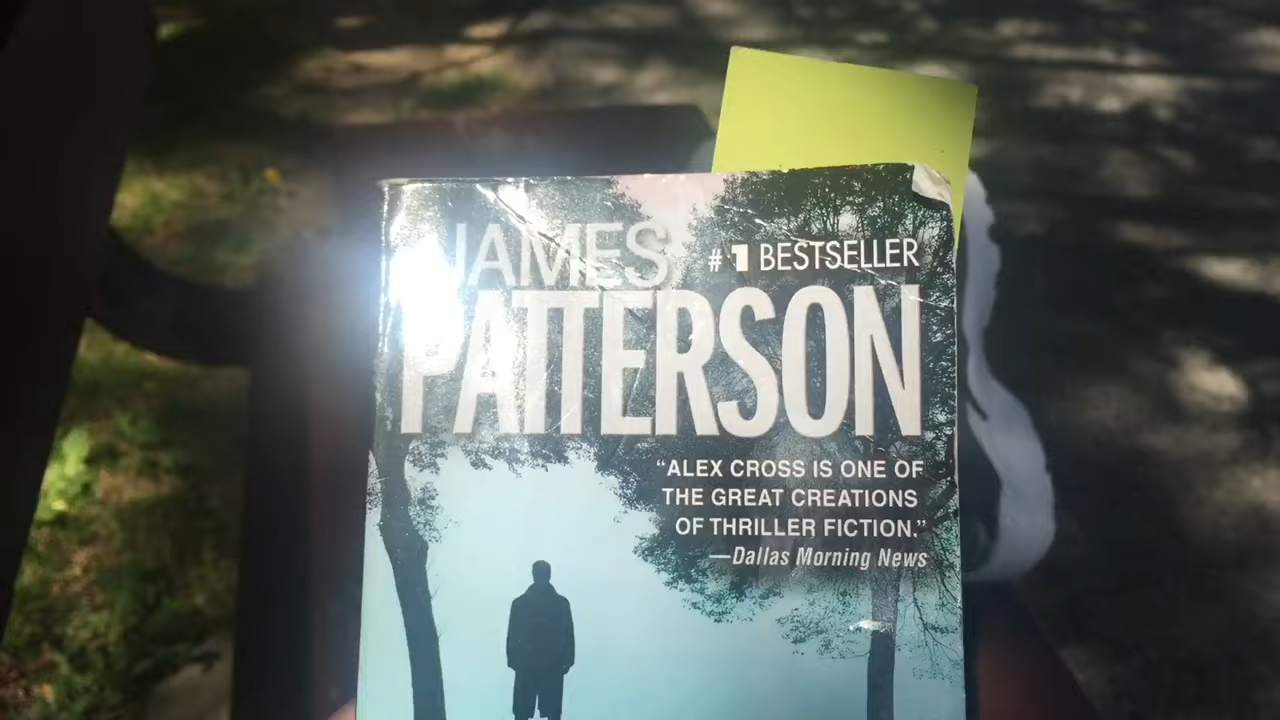 JAMES
#1 BESTSELLER
PATTERSON
“ALEX CROSS IS ONE OF
THE GREAT CREATIONS
OF THRILLER FICTION.”
—Dallas Morning News